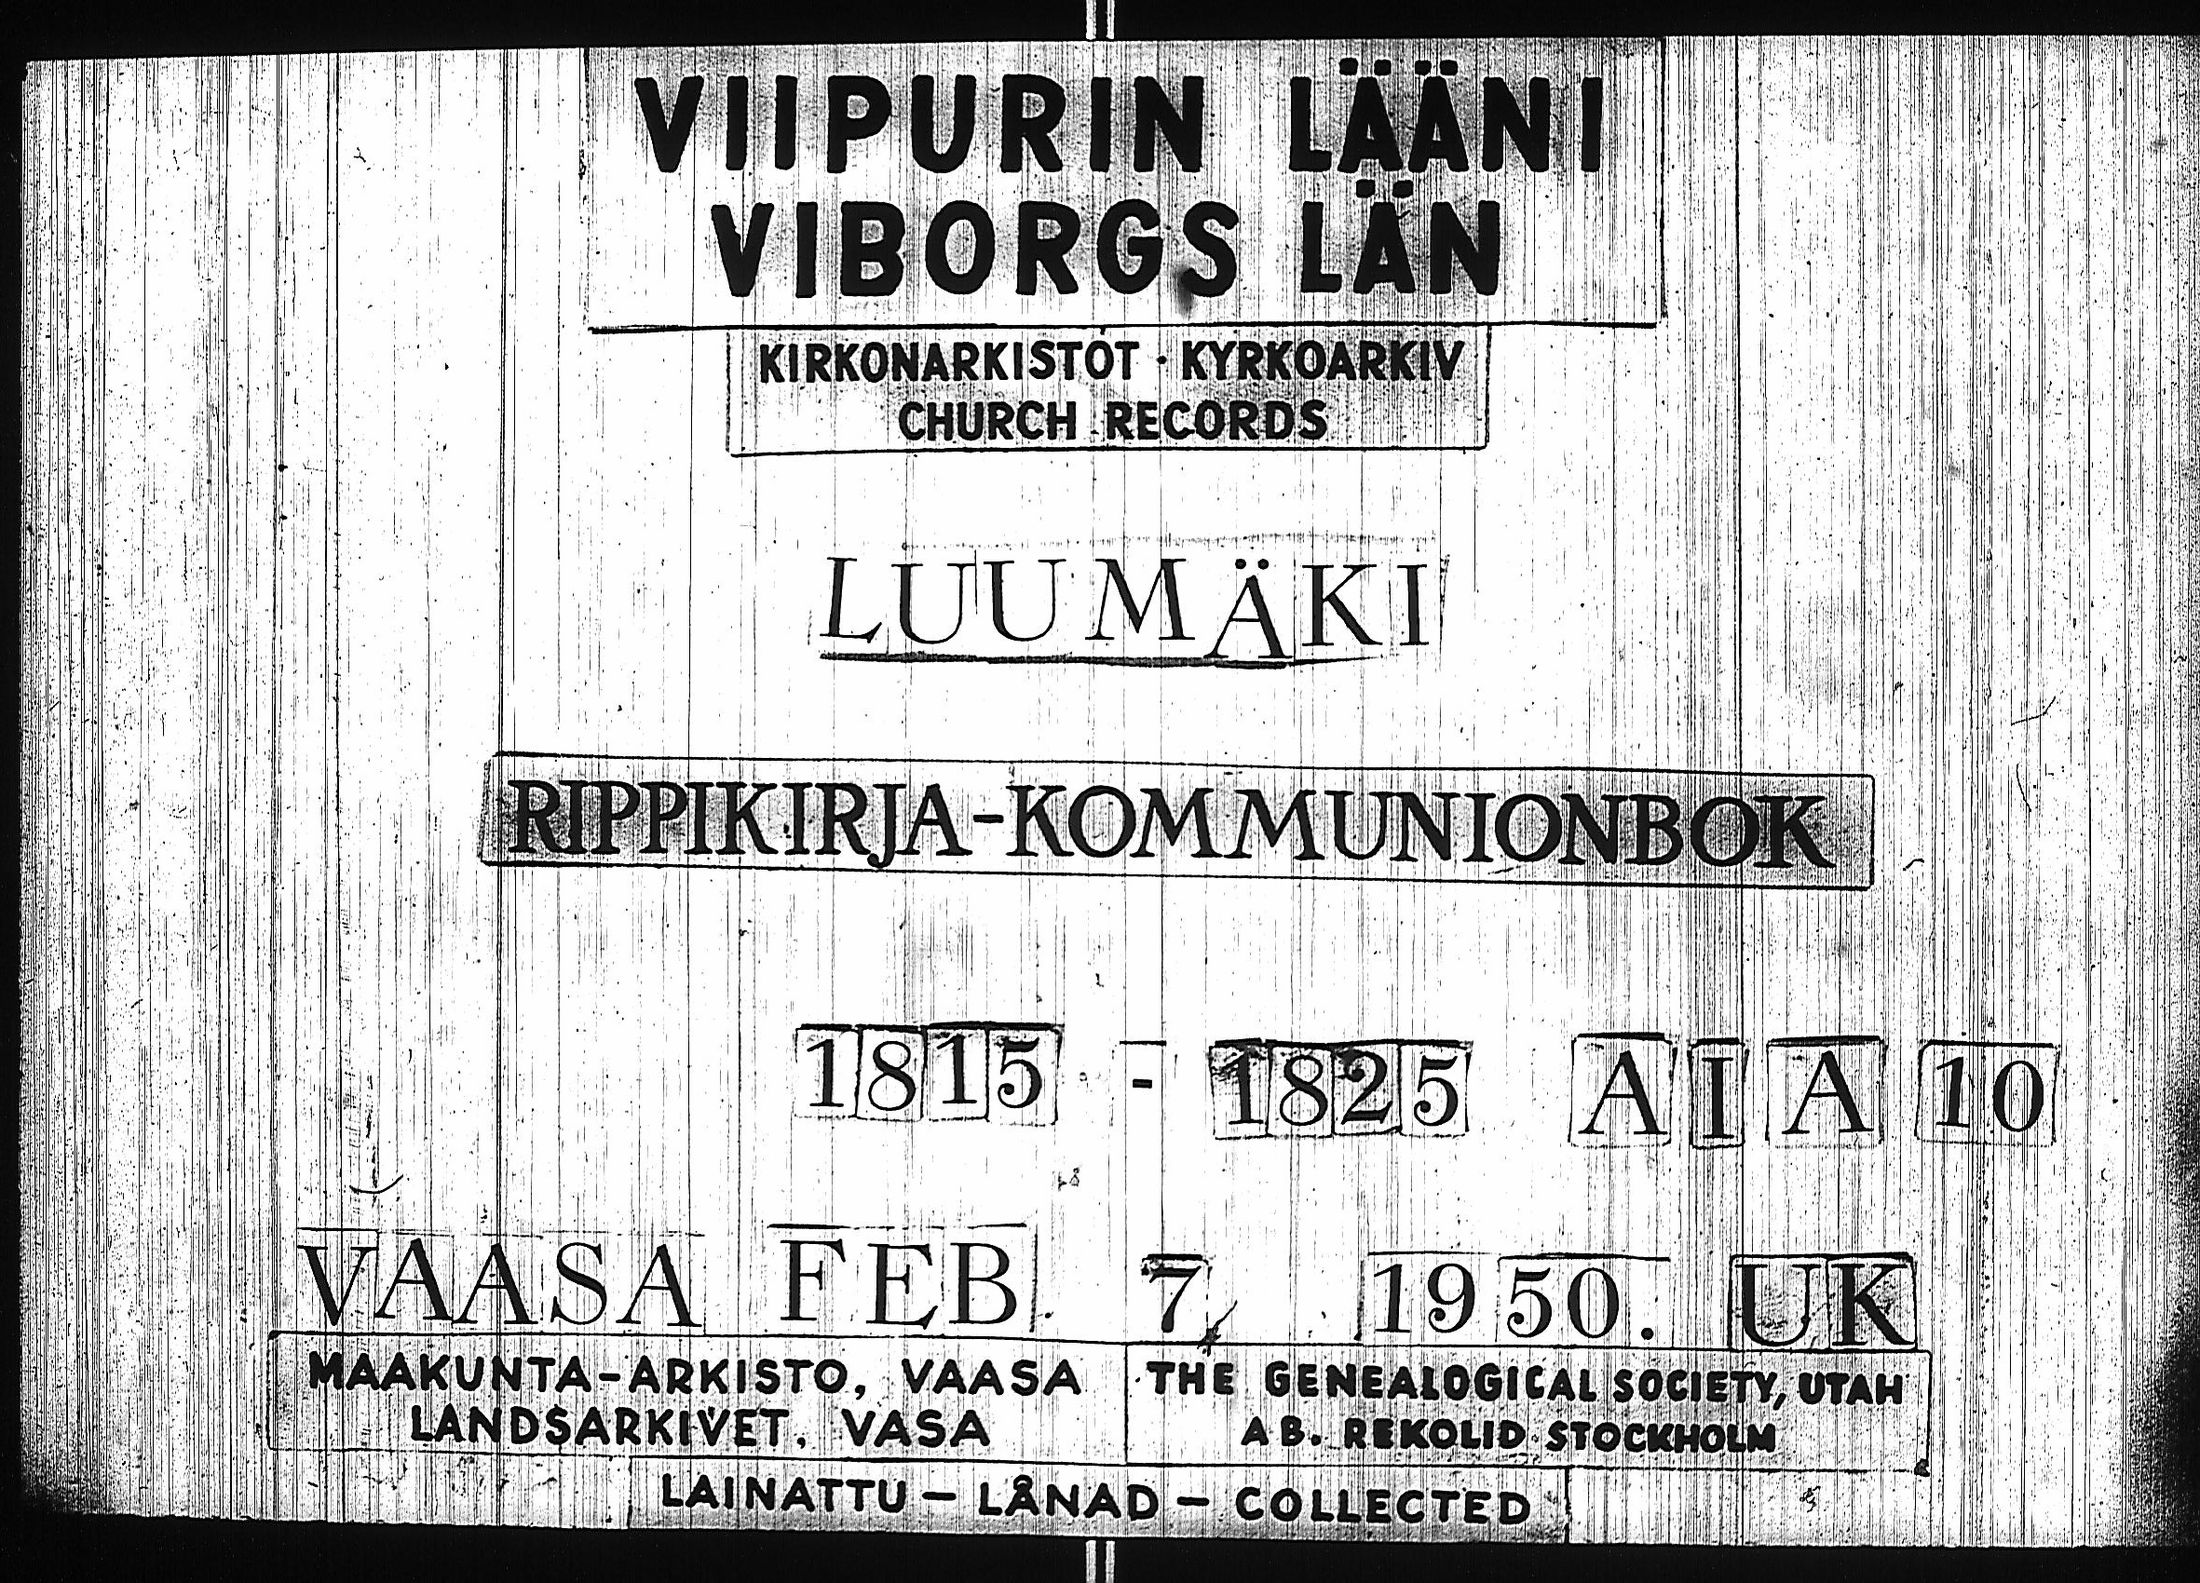 VIIPURIN LÄÄNI
VIBORGS LÄN
KIRKONARKISTOT · KYRKOARKIV
CHURCH RECORDS
LUUMÄKI
RIPPIKIRJA-KOMMUNIONBOK
1815 - 1825 A I A 10
VAASA FEB. 7, 1950. UK
MAAKUNTA-ARKISTO, VAASA
LANDSARKIVET, VASA
THE GENEALOGICAL SOCIETY, UTAH
AB. REKOLID STOCKHOLM
LAINATTU - LÅNAD - COLLECTED